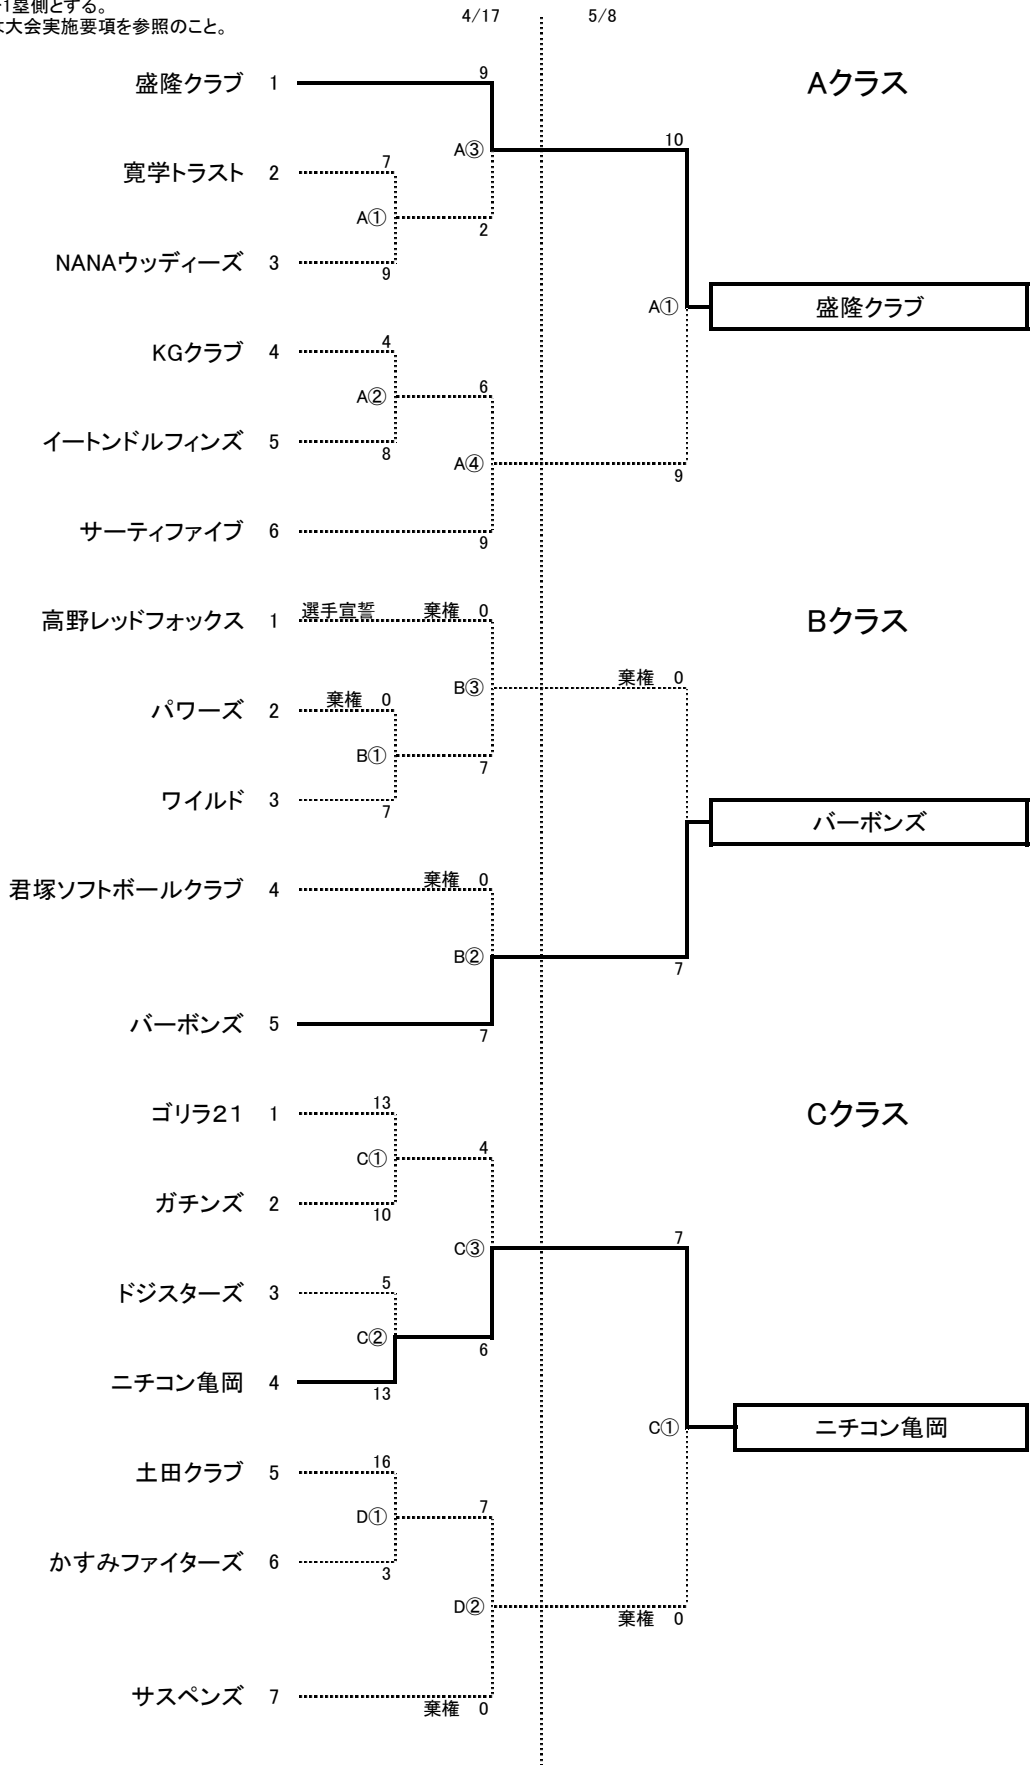 1塁側とする。
大会実施要項を参照のこと。
4/17 5/8
盛隆クラブ 1 9 Aクラス
A③ 10
寛学トラスト 2 7
A① 2
NANAウッディーズ 3 9
A① 盛隆クラブ
KGクラブ 4 4
A② 6
イートンドルフィンズ 5 8
A④ 9
サーティファイブ 6 9
高野レッドフォックス 1 選手宣誓 棄権 0 Bクラス
B③ 棄権 0
パワーズ 2 棄権 0
B① 7
ワイルド 3 7
バーボンズ
君塚ソフトボールクラブ 4 棄権 0
B② 7
バーボンズ 5 7
ゴリラ21 1 13 Cクラス
C① 4
ガチンズ 2 10
C③ 7
ドジスターズ 3 5
C② 6
ニチコン亀岡 4 13
C① ニチコン亀岡
土田クラブ 5 16
D① 7
かすみファイターズ 6 3
D② 棄権 0
サスペンズ 7 棄権 0